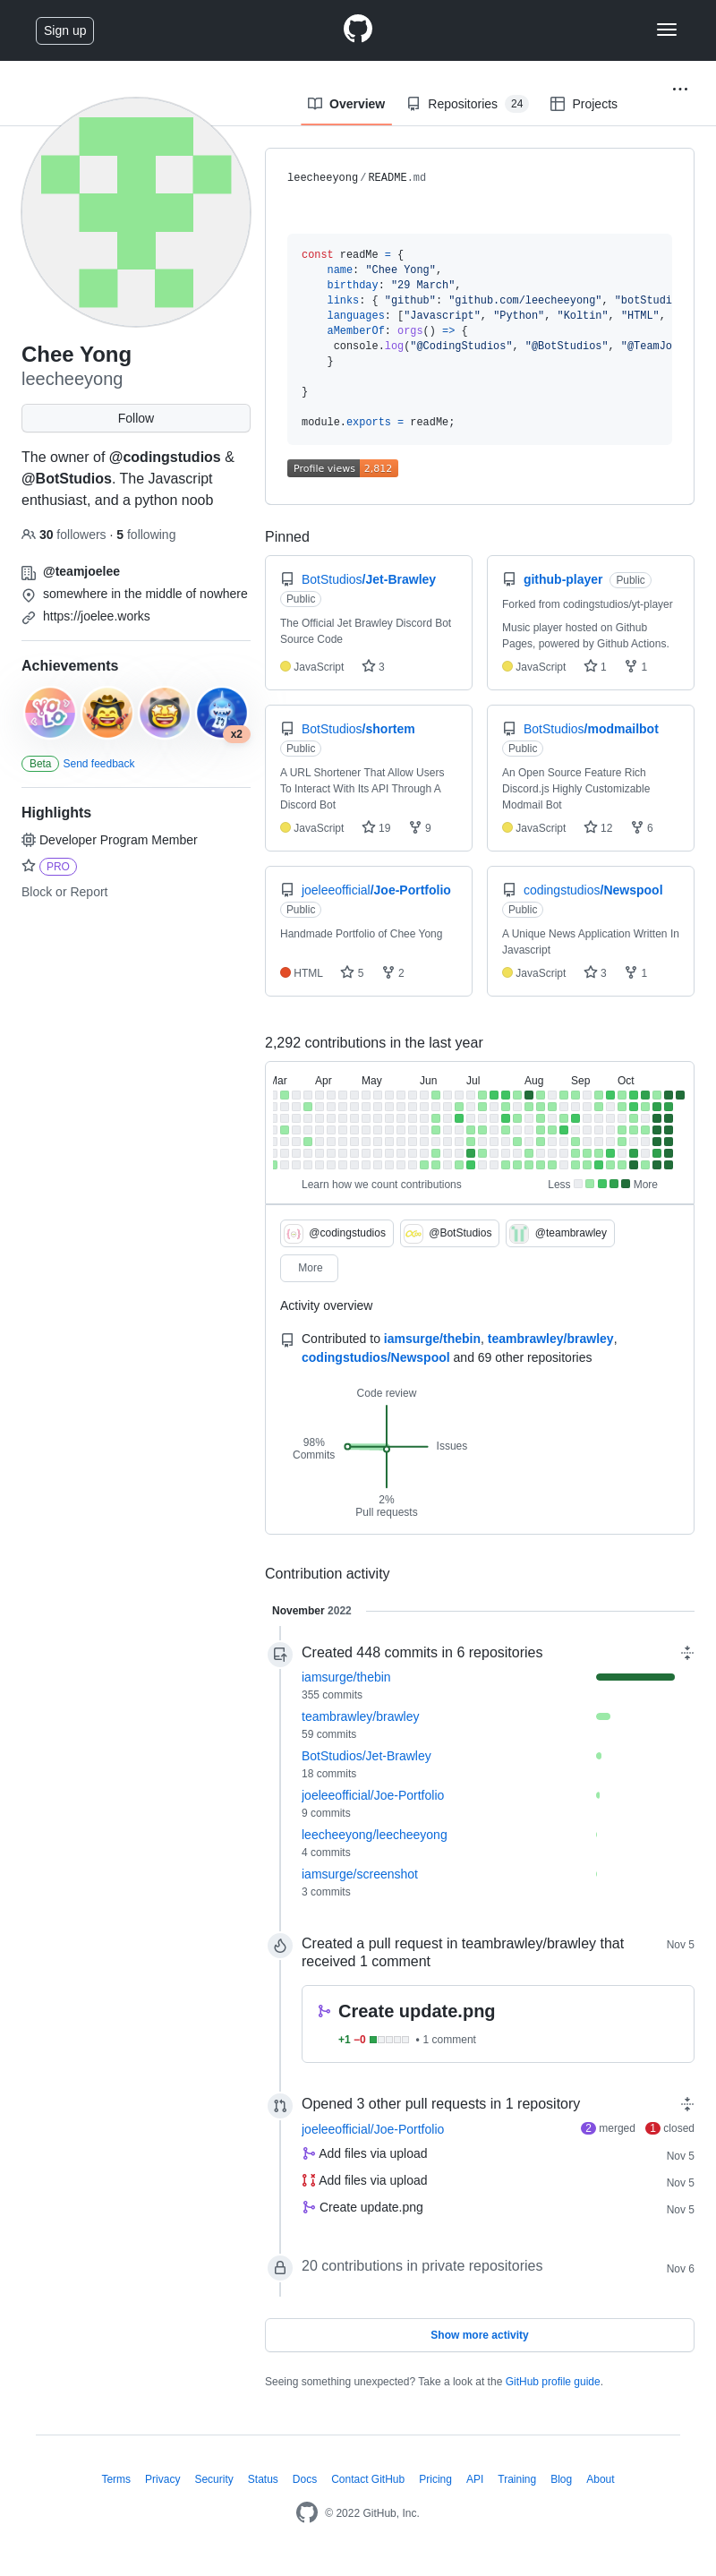 Sign up
Overview
Repositories 24
Projects
leecheeyong/README.md
const readMe = {
name: "Chee Yong",
birthday: "29 March",
links: { "github": "github.com/leecheeyong", "botStudi
languages: ["Javascript", "Python", "Koltin", "HTML",
aMemberOf: orgs() => {
console.log("@CodingStudios", "@BotStudios", "@TeamJo
}
}
module.exports = readMe;
Profile views 2,812
Chee Yong
leecheeyong
Follow
The owner of @codingstudios &
@BotStudios. The Javascript
enthusiast, and a python noob
30 followers · 5 following
@teamjoelee
somewhere in the middle of nowhere
https://joelee.works
Achievements
YOLO
x2
Beta Send feedback
Highlights
Developer Program Member
PRO
Block or Report
Pinned
BotStudios/Jet-Brawley
Public
The Official Jet Brawley Discord Bot
Source Code
JavaScript 3
github-player Public
Forked from codingstudios/yt-player
Music player hosted on Github
Pages, powered by Github Actions.
JavaScript 1 1
BotStudios/shortem
Public
A URL Shortener That Allow Users
To Interact With Its API Through A
Discord Bot
JavaScript 19 9
BotStudios/modmailbot
Public
An Open Source Feature Rich
Discord.js Highly Customizable
Modmail Bot
JavaScript 12 6
joeleeofficial/Joe-Portfolio
Public
Handmade Portfolio of Chee Yong
HTML 5 2
codingstudios/Newspool
Public
A Unique News Application Written In
Javascript
JavaScript 3 1
2,292 contributions in the last year
Mar Apr May Jun Jul Aug Sep Oct
Learn how we count contributions
Less More
@codingstudios
@BotStudios
@teambrawley
More
Activity overview
Contributed to iamsurge/thebin, teambrawley/brawley,
codingstudios/Newspool and 69 other repositories
Code review
98%
Commits
Issues
2%
Pull requests
Contribution activity
November 2022
Created 448 commits in 6 repositories
iamsurge/thebin
355 commits
teambrawley/brawley
59 commits
BotStudios/Jet-Brawley
18 commits
joeleeofficial/Joe-Portfolio
9 commits
leecheeyong/leecheeyong
4 commits
iamsurge/screenshot
3 commits
Created a pull request in teambrawley/brawley that
received 1 comment
Nov 5
Create update.png
+1 −0 • 1 comment
Opened 3 other pull requests in 1 repository
joeleeofficial/Joe-Portfolio
2 merged 1 closed
Add files via upload
Nov 5
Add files via upload
Nov 5
Create update.png
Nov 5
20 contributions in private repositories
Nov 6
Show more activity
Seeing something unexpected? Take a look at the GitHub profile guide.
Terms Privacy Security Status Docs Contact GitHub Pricing API Training Blog About
© 2022 GitHub, Inc.